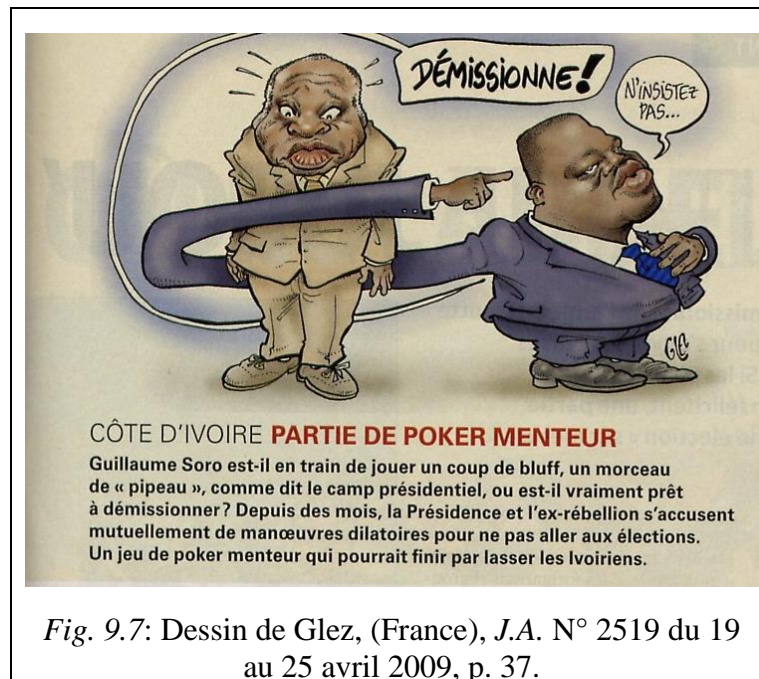 DÉMISSIONNE!
N'INSISTEZ
PAS...
GLEZ
CÔTE D'IVOIRE PARTIE DE POKER MENTEUR
Guillaume Soro est-il en train de jouer un coup de bluff, un morceau
de « pipeau », comme dit le camp présidentiel, ou est-il vraiment prêt
à démissionner? Depuis des mois, la Présidence et l'ex-rébellion s'accusent
mutuellement de manœuvres dilatoires pour ne pas aller aux élections.
Un jeu de poker menteur qui pourrait finir par lasser les Ivoiriens.
Fig. 9.7: Dessin de Glez, (France), J.A. N° 2519 du 19
au 25 avril 2009, p. 37.